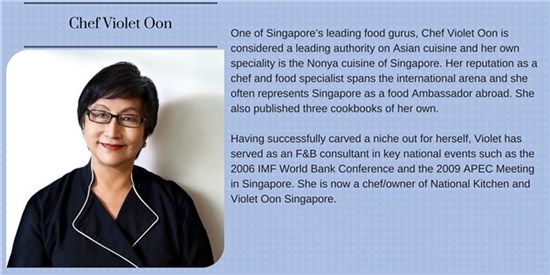 Chef Violet Oon
One of Singapore's leading food gurus, Chef Violet Oon is
considered a leading authority on Asian cuisine and her own
speciality is the Nonya cuisine of Singapore. Her reputation as a
chef and food specialist spans the international arena and she
often represents Singapore as a food Ambassador abroad. She
also published three cookbooks of her own.
Having successfully carved a niche out for herself, Violet has
served as an F&B consultant in key national events such as the
2006 IMF World Bank Conference and the 2009 APEC Meeting
in Singapore. She is now a chef/owner of National Kitchen and
Violet Oon Singapore.